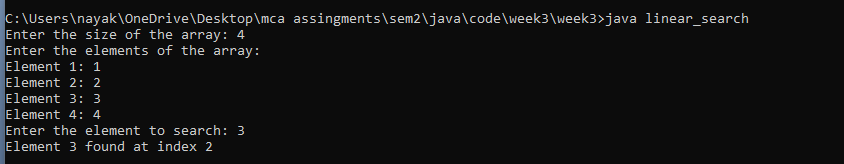 C:\Users\nayak\OneDrive\Desktop\mca assingments\sem2\java\code\week3\week3>java linear_search
Enter the size of the array: 4
Enter the elements of the array:
Element 1: 1
Element 2: 2
Element 3: 3
Element 4: 4
Enter the element to search: 3
Element 3 found at index 2